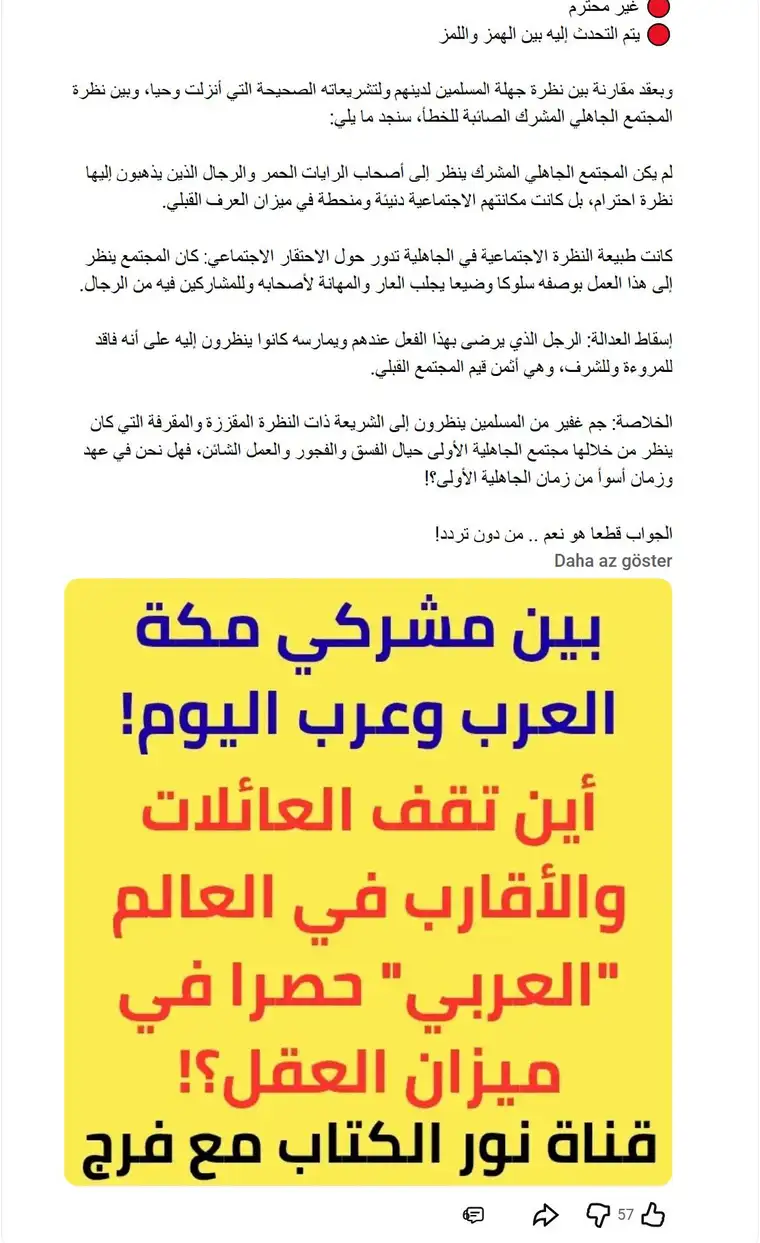 غير محترم
يتم التحدث إليه بين الهمز واللمز
وبعقد مقارنة بين نظرة جهلة المسلمين لدينهم ولتشريعاته الصحيحة التي أنزلت وحيا، وبين نظرة
المجتمع الجاهلي المشرك الصائبة للخطأ، سنجد ما يلي:
لم يكن المجتمع الجاهلي المشرك ينظر إلى أصحاب الرايات الحمر والرجال الذين يذهبون إليها
نظرة احترام، بل كانت مكانتهم الاجتماعية دنيئة ومنحطة في ميزان العرف القبلي.
كانت طبيعة النظرة الاجتماعية في الجاهلية تدور حول الاحتقار الاجتماعي: كان المجتمع ينظر
إلى هذا العمل بوصفه سلوكا وضيعا يجلب العار والمهانة لأصحابه وللمشاركين فيه من الرجال.
إسقاط العدالة: الرجل الذي يرضى بهذا الفعل عندهم ويمارسه كانوا ينظرون إليه على أنه فاقد
للمروءة وللشرف، وهي أثمن قيم المجتمع القبلي.
الخلاصة: جم غفير من المسلمين ينظرون إلى الشريعة ذات النظرة المقززة والمقرفة التي كان
ينظر من خلالها مجتمع الجاهلية الأولى حيال الفسق والفجور والعمل الشائن، فهل نحن في عهد
وزمان أسوأ من زمان الجاهلية الأولى؟!
الجواب قطعا هو نعم .. من دون تردد!
Daha az göster
بين مشركي مكة
العرب وعرب اليوم!
أين تقف العائلات
والأقارب في العالم
"العربي" حصرا في
ميزان العقل؟!
قناة نور الكتاب مع فرج
57